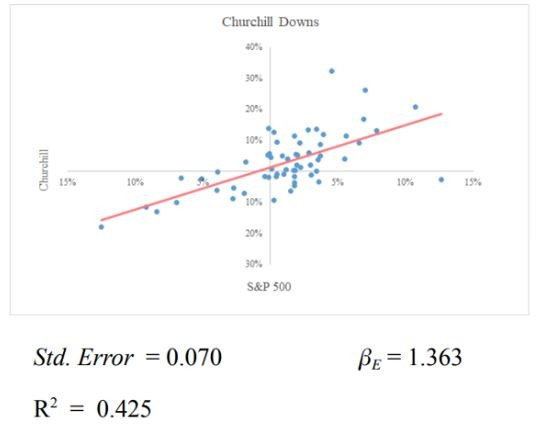 Churchill Downs
40%
30%
20%
10%
Churchill
15% 10% 5% 5% 10% 15%
10%
20%
30%
S&P 500
Std. Error = 0.070 βE = 1.363
R² = 0.425